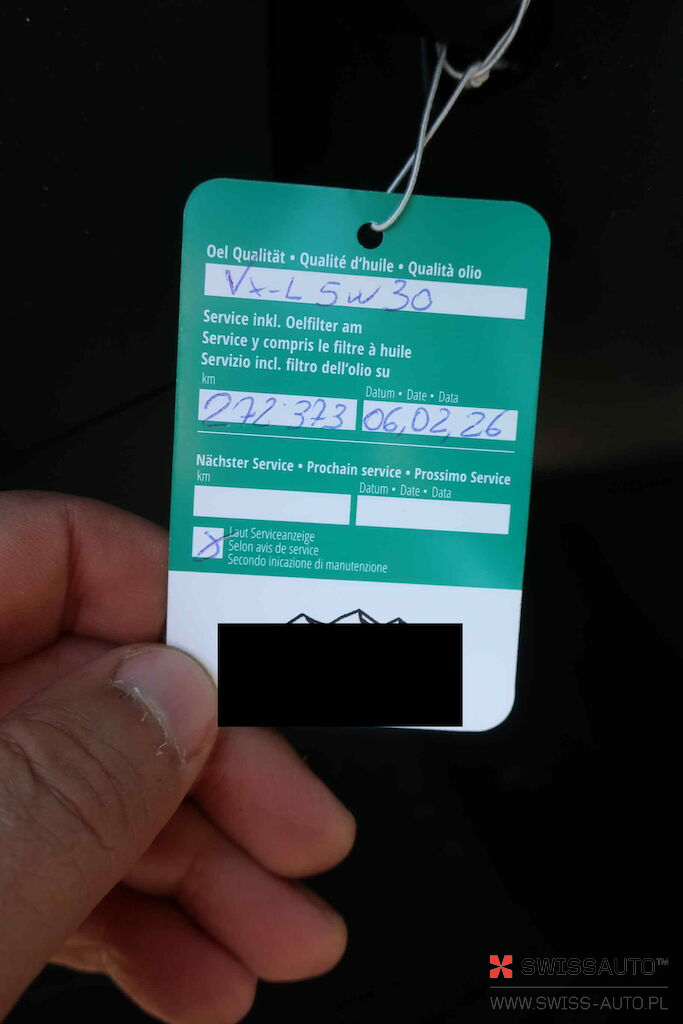 Oel Qualität • Qualité d'huile • Qualità olio
Vx-L 5w30
Service inkl. Oelfilter am
Service y compris le filtre à huile
Servizio incl. filtro dell'olio su
km Datum • Date • Data
272'373 06,02,26
Nächster Service • Prochain service • Prossimo Service
km Datum • Date • Data
X Laut Serviceanzeige
Selon avis de service
Secondo inicazione di manutenzione
SWISSAUTO™
WWW.SWISS-AUTO.PL